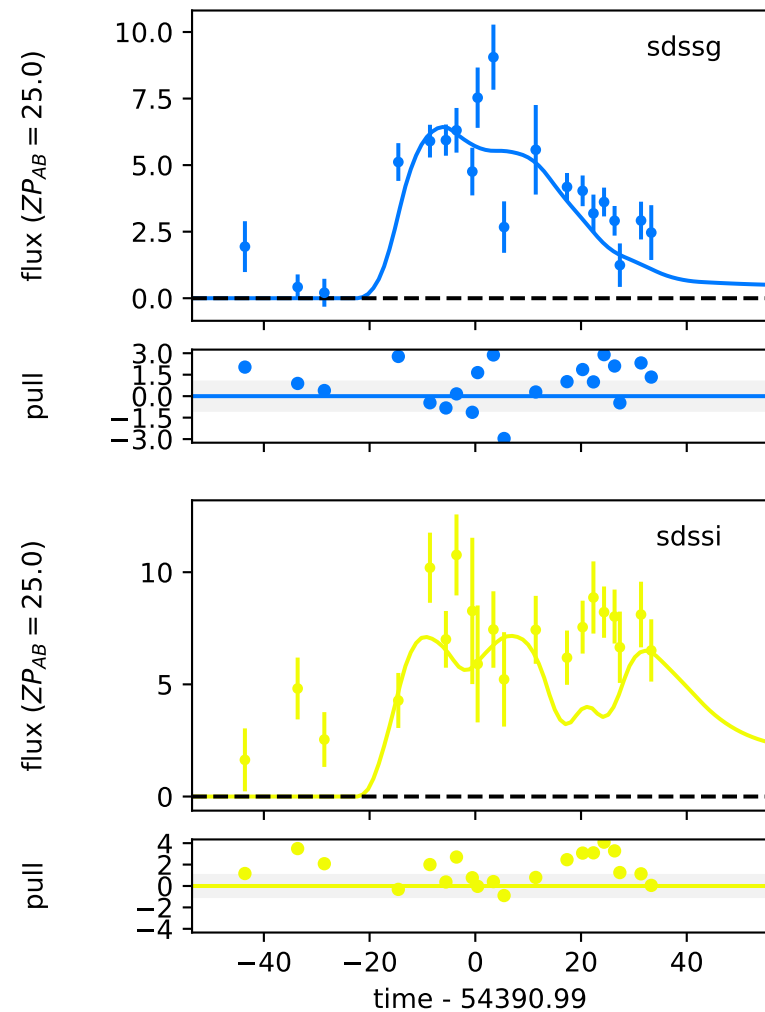 10.0
sdssg
7.5
5.0
2.5
0.0
flux (ZP_AB = 25.0)
3.0
1.5
0.0
−1.5
−3.0
pull
sdssi
10
5
0
flux (ZP_AB = 25.0)
4
2
0
−2
−4
pull
−40 −20 0 20 40
time - 54390.99